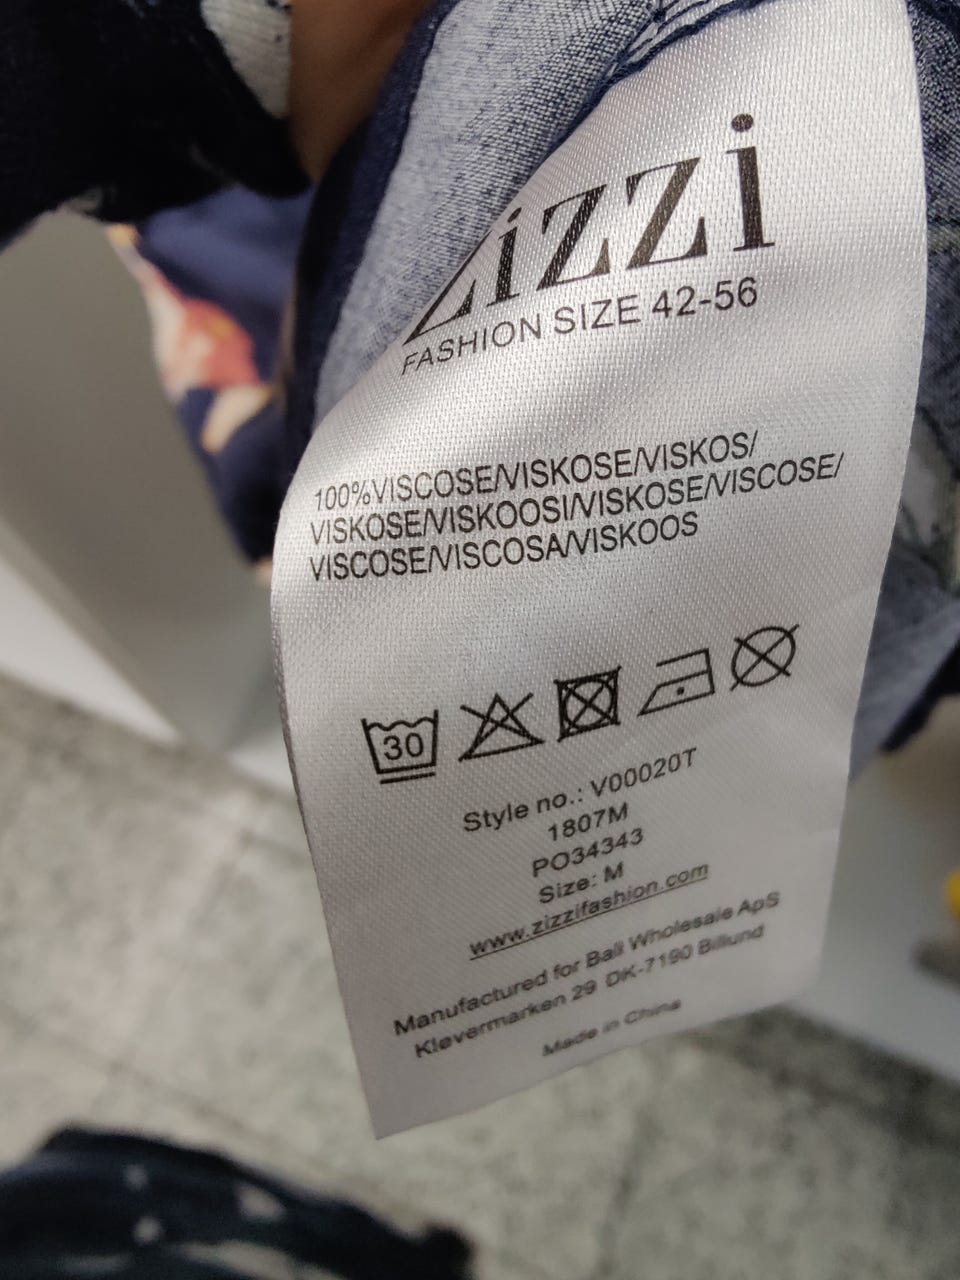 Zizzi
FASHION SIZE 42-56
100%VISCOSE/VISKOSE/VISKOS/
VISKOSE/VISKOOSI/VISKOSE/VISCOSE/
VISCOSE/VISCOSA/VISKOOS
30
Style no.: V00020T
1807M
PO34343
Size: M
www.zizzifashion.com
Manufactured for Bali Wholesale ApS
Kløvermarken 29 DK-7190 Billund
Made in China